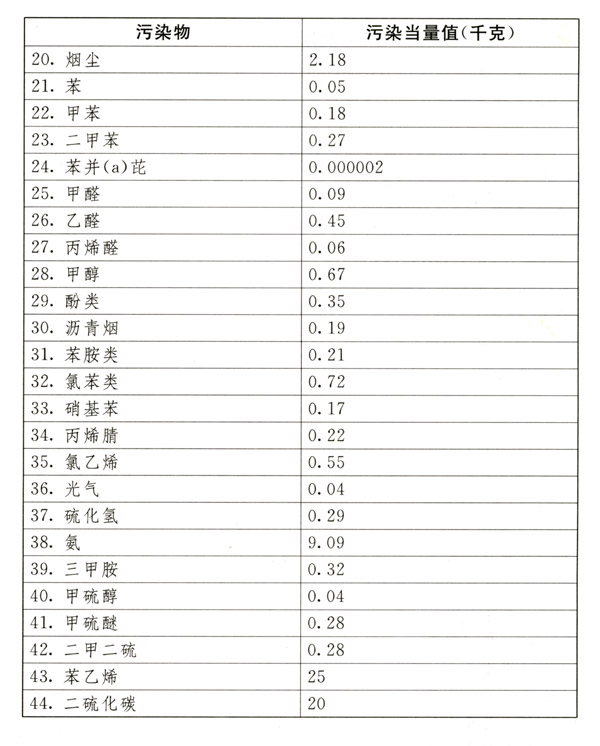 污染物 污染当量值(千克)
20. 烟尘 2.18
21. 苯 0.05
22. 甲苯 0.18
23. 二甲苯 0.27
24. 苯并(a)芘 0.000002
25. 甲醛 0.09
26. 乙醛 0.45
27. 丙烯醛 0.06
28. 甲醇 0.67
29. 酚类 0.35
30. 沥青烟 0.19
31. 苯胺类 0.21
32. 氯苯类 0.72
33. 硝基苯 0.17
34. 丙烯腈 0.22
35. 氯乙烯 0.55
36. 光气 0.04
37. 硫化氢 0.29
38. 氨 9.09
39. 三甲胺 0.32
40. 甲硫醇 0.04
41. 甲硫醚 0.28
42. 二甲二硫 0.28
43. 苯乙烯 25
44. 二硫化碳 20